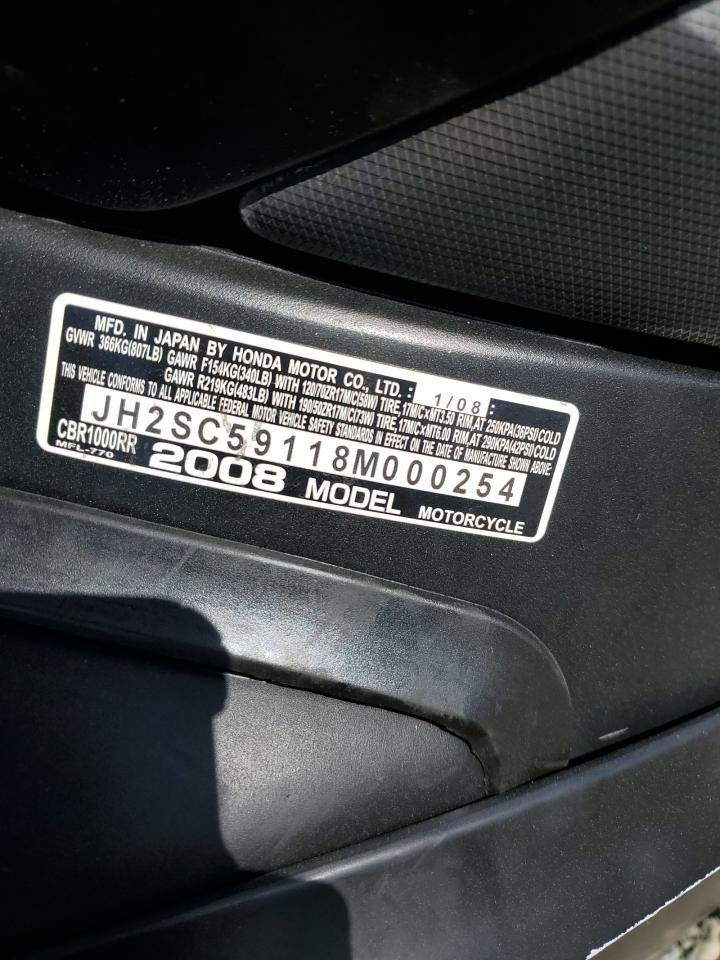 MFD. IN JAPAN BY HONDA MOTOR CO., LTD. : 1/08 :
GVWR 366KG(807LB) GAWR F154KG(340LB) WITH 120/70ZR17M/C(58W) TIRE, 17M/C×MT3.50 RIM, AT 250KPA(36PSI)/COLD
GAWR R219KG(483LB) WITH 190/50ZR17M/C(73W) TIRE, 17M/C×MT6.00 RIM, AT 290KPA(42PSI)/COLD
THIS VEHICLE CONFORMS TO ALL APPLICABLE FEDERAL MOTOR VEHICLE SAFETY STANDARDS IN EFFECT ON THE DATE OF MANUFACTURE SHOWN ABOVE.
JH2SC59118M000254
CBR1000RR 2008 MODEL MOTORCYCLE
MFL-770